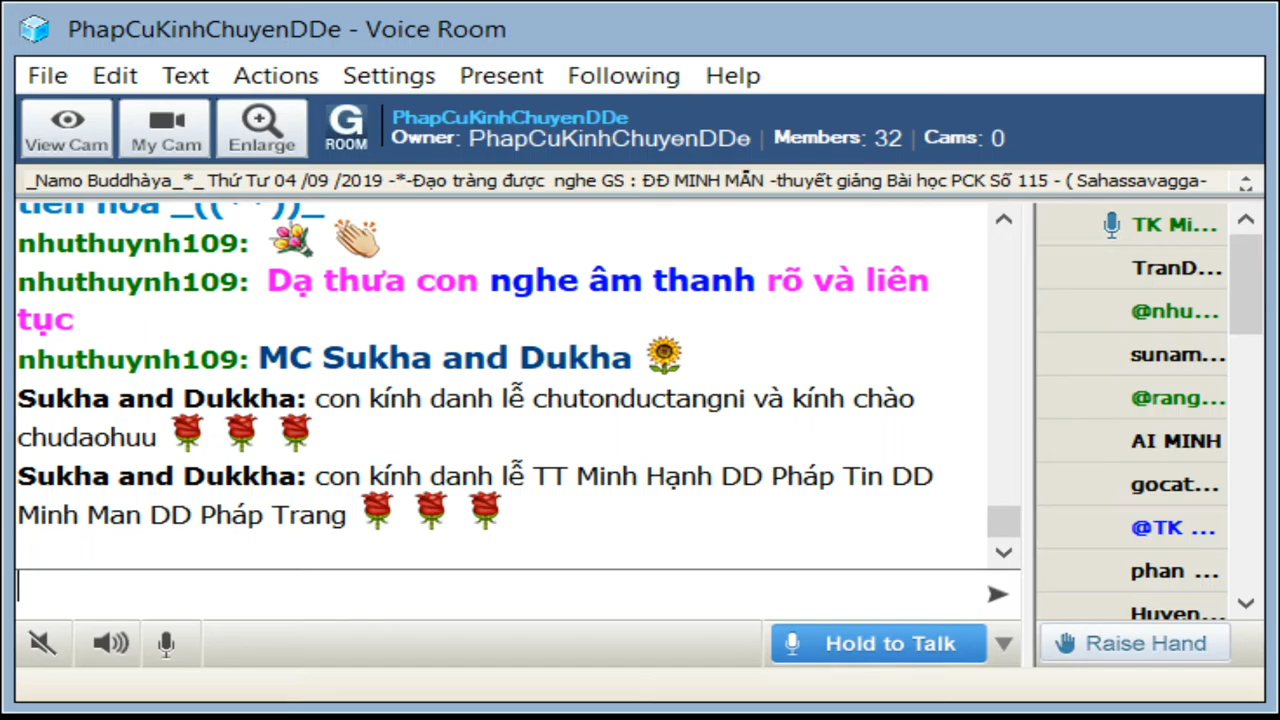 PhapCuKinhChuyenDDe - Voice Room
File Edit Text Actions Settings Present Following Help
View Cam My Cam Enlarge G ROOM
PhapCuKinhChuyenDDe
Owner: PhapCuKinhChuyenDDe | Members: 32 | Cams: 0
_Namo Buddhàya_*_ Thứ Tư 04 /09 /2019 -*-Đạo tràng được nghe GS : ĐĐ MINH MẪN -thuyết giảng Bài học PCK Số 115 - ( Sahassavagga-
_((**))_
nhuthuynh109:
nhuthuynh109: Dạ thưa con nghe âm thanh rõ và liên
tục
nhuthuynh109: MC Sukha and Dukha
Sukha and Dukkha: con kính danh lễ chutonductangni và kính chào
chudaohuu
Sukha and Dukkha: con kính danh lễ TT Minh Hạnh DD Pháp Tin DD
Minh Man DD Pháp Trang
TK Mi...
TranD...
@nhu...
sunam...
@rang...
AI MINH
gocat...
@TK ...
phan ...
Huyen...
Hold to Talk
Raise Hand